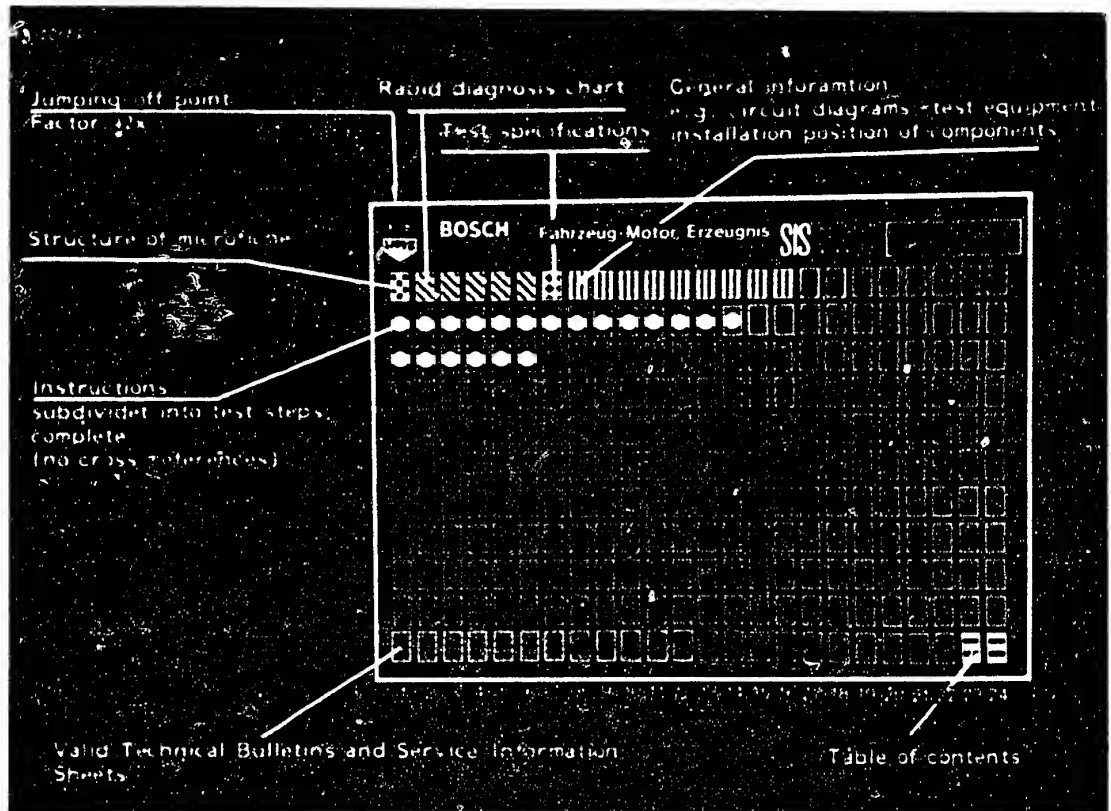 Jumping off point
Factor 42x
Rapid diagnosis chart
Test specifications
General inforamtion
e.g. circuit diagrams, test equipment
installation position of components
Structure of microfiche
BOSCH
Fahrzeug-Motor, Erzeugnis
SIS
Instructions
subdividet into test steps,
complete
(no cross references)
Valid Technical Bulletins and Service Information
Sheets
Table of contents